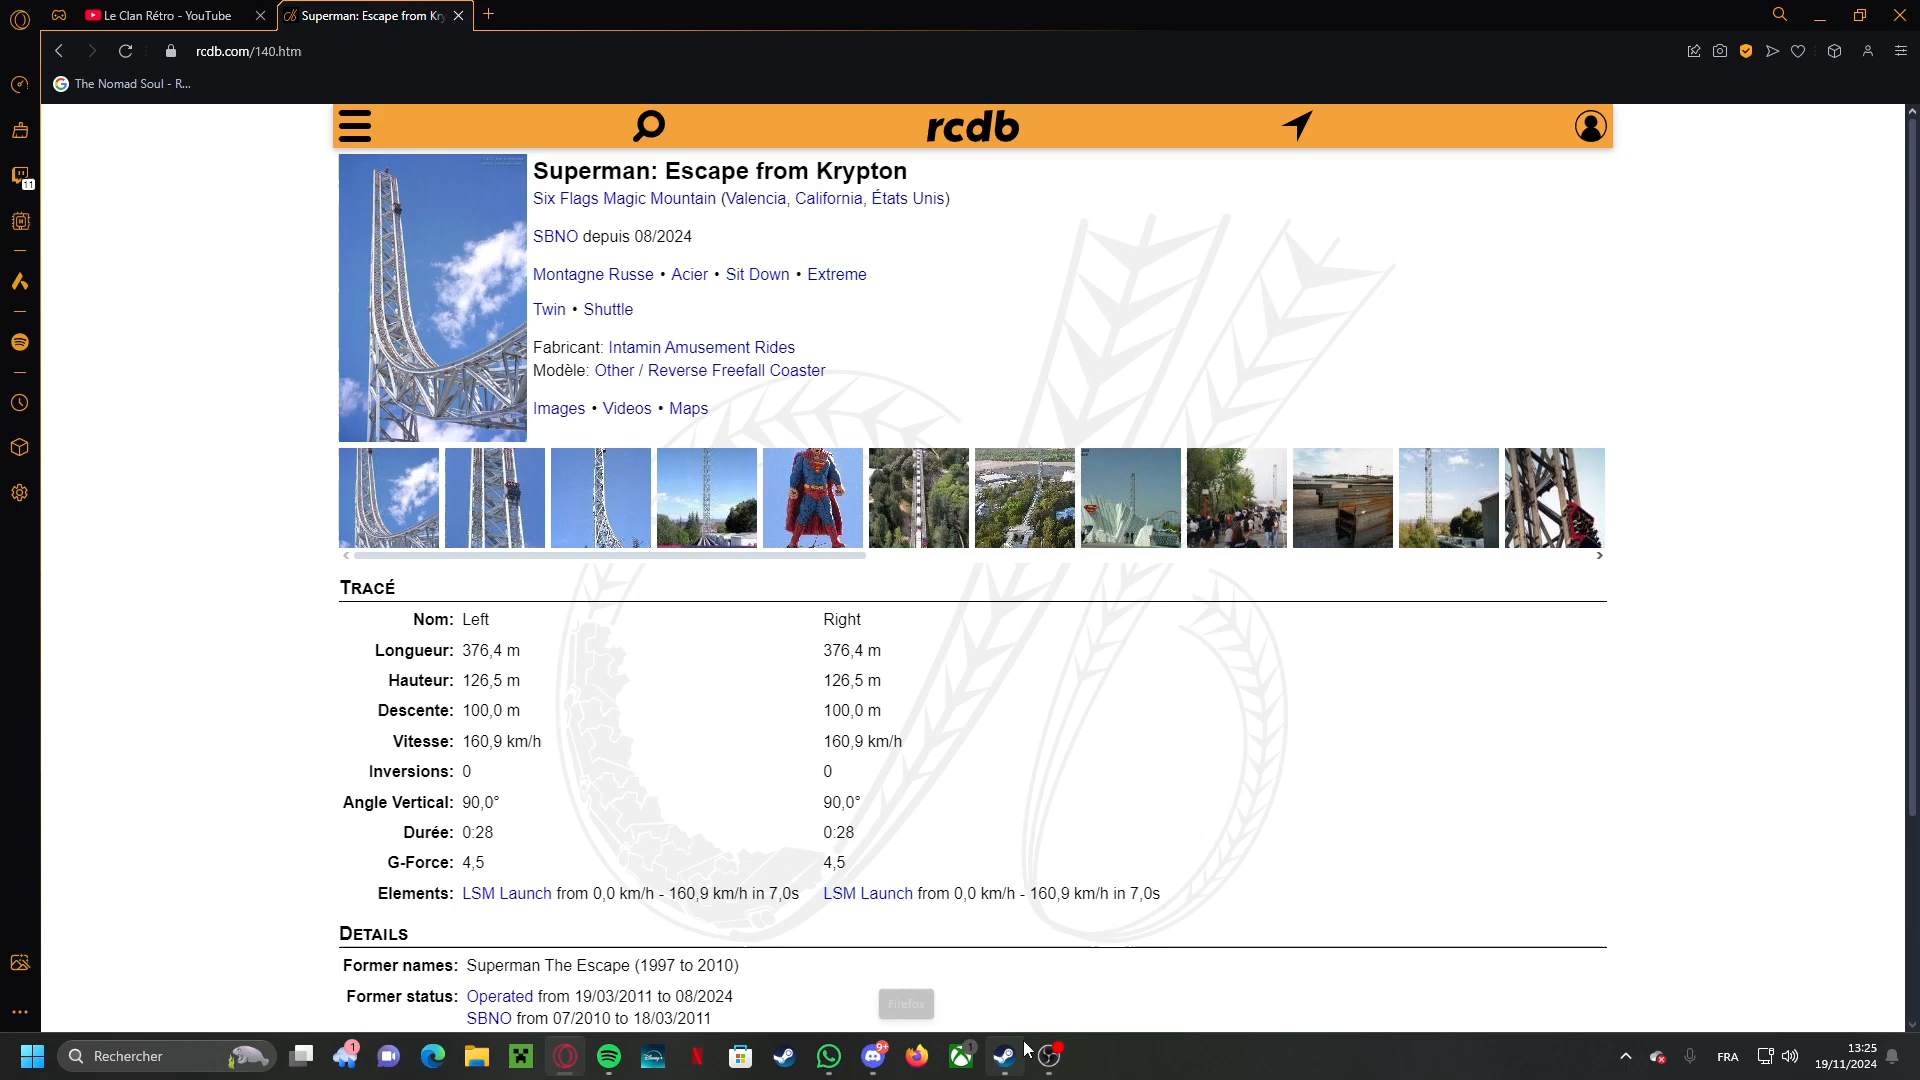 Le Clan Rétro - YouTube
Superman: Escape from Kry
rcdb.com/140.htm
The Nomad Soul - R...
11
rcdb
Superman: Escape from Krypton
Six Flags Magic Mountain (Valencia, California, États Unis)
SBNO depuis 08/2024
Montagne Russe • Acier • Sit Down • Extreme
Twin • Shuttle
Fabricant: Intamin Amusement Rides
Modèle: Other / Reverse Freefall Coaster
Images • Videos • Maps
TRACÉ
Nom: Left Right
Longueur: 376,4 m 376,4 m
Hauteur: 126,5 m 126,5 m
Descente: 100,0 m 100,0 m
Vitesse: 160,9 km/h 160,9 km/h
Inversions: 0 0
Angle Vertical: 90,0° 90,0°
Durée: 0:28 0:28
G-Force: 4,5 4,5
Elements: LSM Launch from 0,0 km/h - 160,9 km/h in 7,0s LSM Launch from 0,0 km/h - 160,9 km/h in 7,0s
DETAILS
Former names: Superman The Escape (1997 to 2010)
Former status: Operated from 19/03/2011 to 08/2024
SBNO from 07/2010 to 18/03/2011
Firefox
Rechercher
1
Disney+
N
9+
1
FRA
13:25
19/11/2024